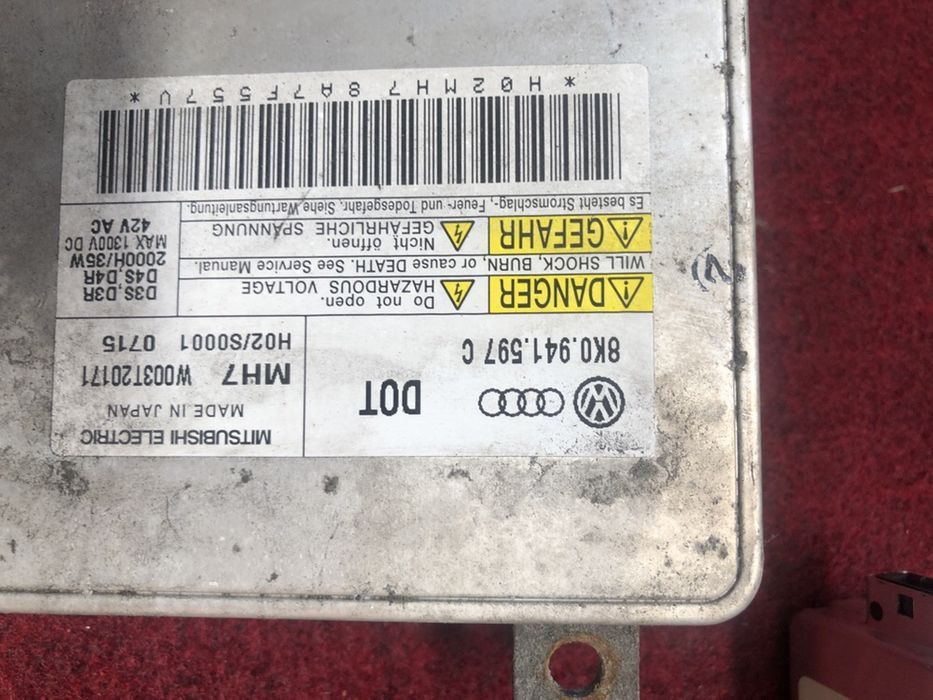 DOT
8K0.941.597 C
MITSUBISHI ELECTRIC
MADE IN JAPAN
MH7 W003T20171
H02/S0001 0715
DANGER
Do not open.
HAZARDOUS VOLTAGE
WILL SHOCK, BURN, or cause DEATH. See Service Manual.
GEFAHR
Nicht öffnen.
GEFÄHRLICHE SPANNUNG
Es besteht Stromschlag-, Feuer- und Todesgefahr, Siehe Wartungsanleitung.
D3S,D3R
D4S,D4R
2000H/35W
MAX 1300V DC
42V AC
*H02MH78A7F557V*